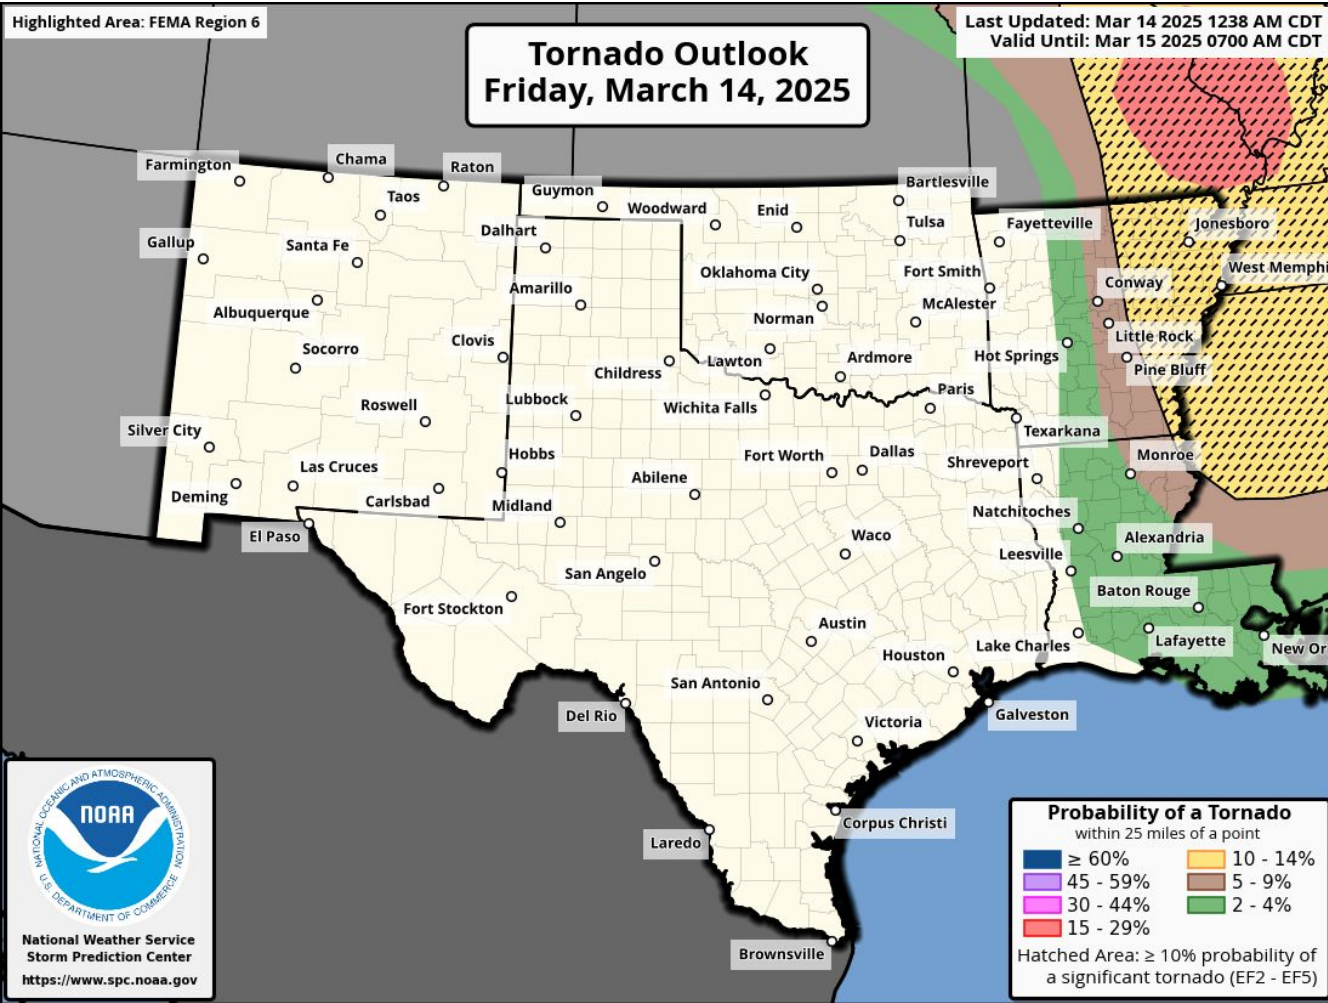 Highlighted Area: FEMA Region 6
Last Updated: Mar 14 2025 1238 AM CDT
Valid Until: Mar 15 2025 0700 AM CDT
Tornado Outlook
Friday, March 14, 2025
Farmington
Chama
Raton
Taos
Guymon
Woodward
Enid
Bartlesville
Tulsa
Fayetteville
Jonesboro
Gallup
Santa Fe
Dalhart
Oklahoma City
Fort Smith
West Memphi
Albuquerque
Amarillo
Norman
McAlester
Conway
Socorro
Clovis
Childress
Lawton
Ardmore
Hot Springs
Little Rock
Pine Bluff
Roswell
Lubbock
Wichita Falls
Paris
Texarkana
Silver City
Las Cruces
Hobbs
Abilene
Fort Worth
Dallas
Shreveport
Monroe
Deming
Carlsbad
Midland
Natchitoches
El Paso
San Angelo
Waco
Leesville
Alexandria
Fort Stockton
Austin
Baton Rouge
Houston
Lake Charles
Lafayette
New Or
Del Rio
San Antonio
Victoria
Galveston
Laredo
Corpus Christi
Brownsville
NATIONAL OCEANIC AND ATMOSPHERIC ADMINISTRATION
NOAA
U.S. DEPARTMENT OF COMMERCE
National Weather Service
Storm Prediction Center
https://www.spc.noaa.gov
Probability of a Tornado
within 25 miles of a point
≥ 60%
45 - 59%
30 - 44%
15 - 29%
10 - 14%
5 - 9%
2 - 4%
Hatched Area: ≥ 10% probability of
a significant tornado (EF2 - EF5)